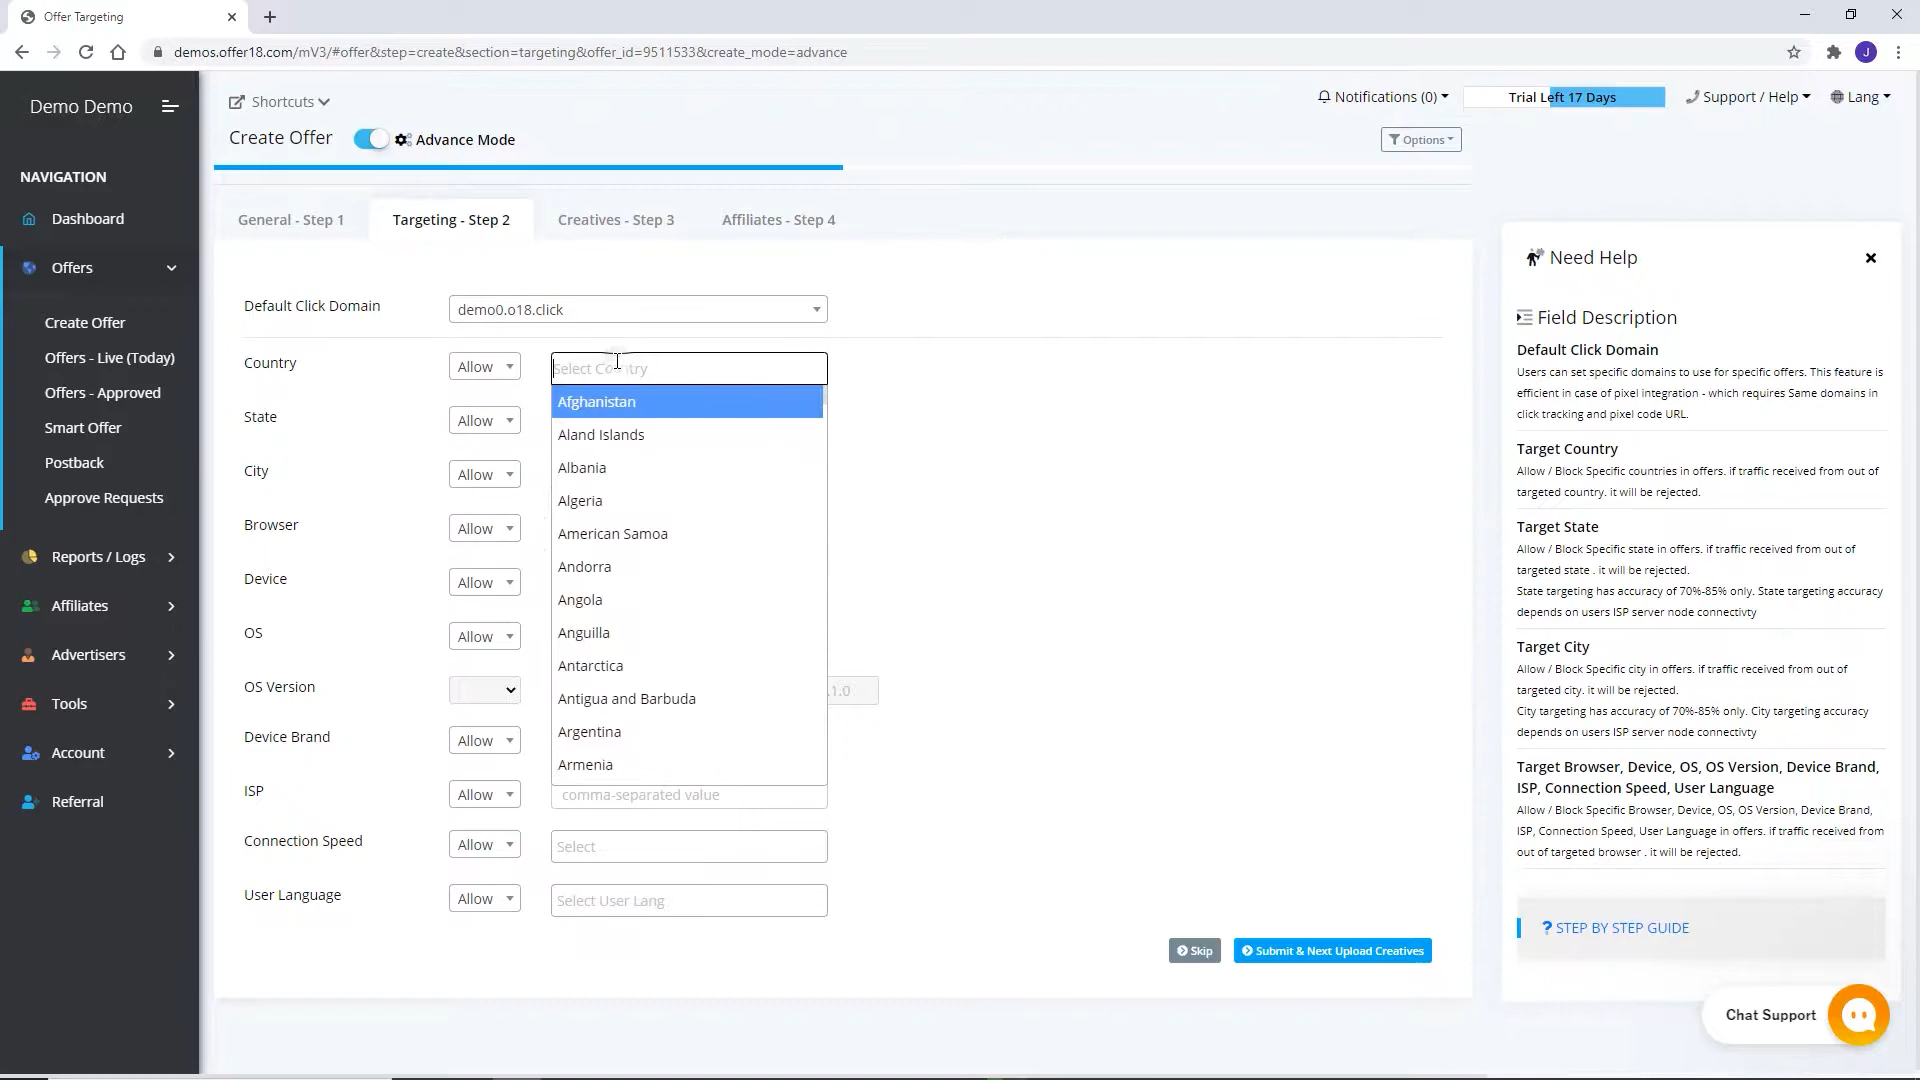 Offer Targeting
demos.offer18.com/mV3/#offer&step=create&section=targeting&offer_id=9511533&create_mode=advance
J
Demo Demo
Shortcuts
Notifications (0)
Trial Left 17 Days
Support / Help
Lang
Create Offer
Advance Mode
Options
NAVIGATION
Dashboard
Offers
Create Offer
Offers - Live (Today)
Offers - Approved
Smart Offer
Postback
Approve Requests
Reports / Logs
Affiliates
Advertisers
Tools
Account
Referral
General - Step 1
Targeting - Step 2
Creatives - Step 3
Affiliates - Step 4
Default Click Domain
demo0.o18.click
Country
Allow
Select Country
State
Allow
City
Allow
Browser
Allow
Device
Allow
OS
Allow
OS Version
.1.0
Device Brand
Allow
ISP
Allow
comma-separated value
Connection Speed
Allow
Select
User Language
Allow
Select User Lang
Afghanistan
Aland Islands
Albania
Algeria
American Samoa
Andorra
Angola
Anguilla
Antarctica
Antigua and Barbuda
Argentina
Armenia
Skip
Submit & Next Upload Creatives
Need Help
Field Description
Default Click Domain
Users can set specific domains to use for specific offers. This feature is
efficient in case of pixel integration - which requires Same domains in
click tracking and pixel code URL.
Target Country
Allow / Block Specific countries in offers. if traffic received from out of
targeted country. it will be rejected.
Target State
Allow / Block Specific state in offers. if traffic received from out of
targeted state . it will be rejected.
State targeting has accuracy of 70%-85% only. State targeting accuracy
depends on users ISP server node connectivty
Target City
Allow / Block Specific city in offers. if traffic received from out of
targeted city. it will be rejected.
City targeting has accuracy of 70%-85% only. City targeting accuracy
depends on users ISP server node connectivty
Target Browser, Device, OS, OS Version, Device Brand,
ISP, Connection Speed, User Language
Allow / Block Specific Browser, Device, OS, OS Version, Device Brand,
ISP, Connection Speed, User Language in offers. if traffic received from
out of targeted browser . it will be rejected.
? STEP BY STEP GUIDE
Chat Support